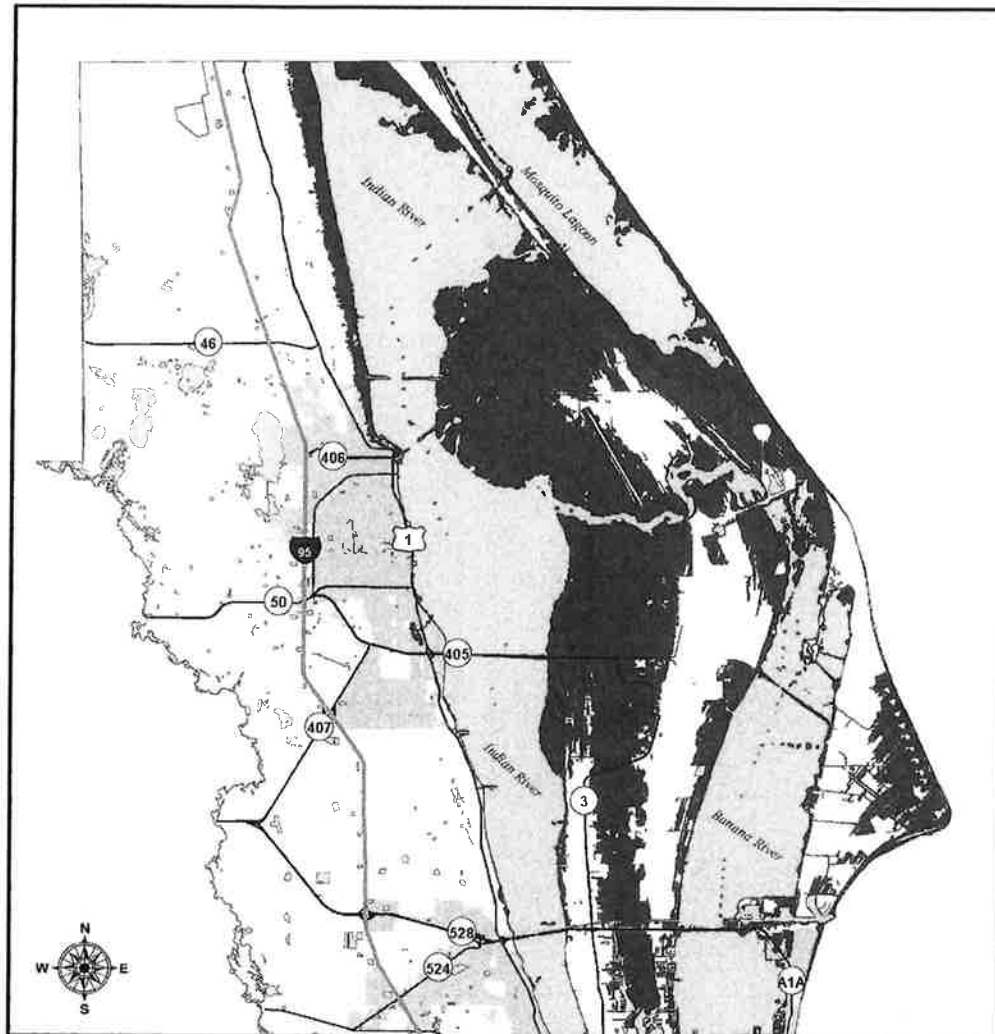 Indian River
Mosquito Lagoon
46
406
1
95
50
405
407
Indian River
3
Banana River
528
524
A1A
N
W
E
S